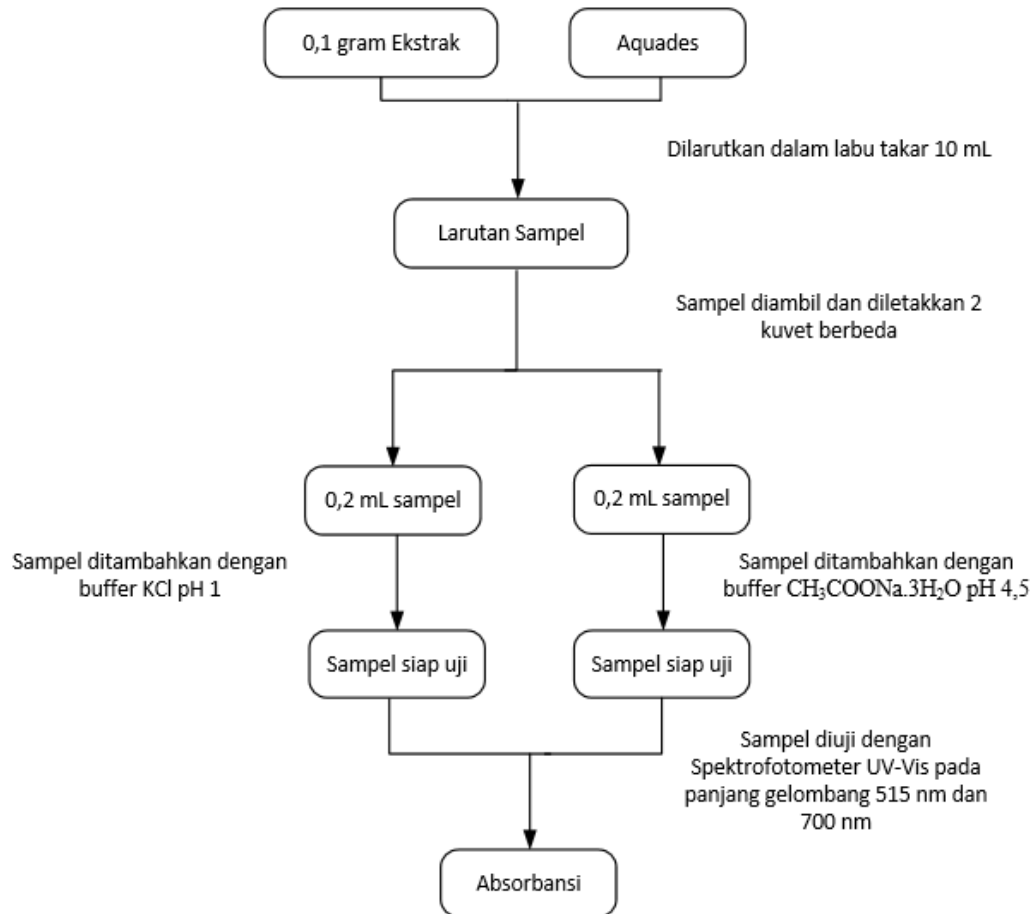 0,1 gram Ekstrak
Aquades
Dilarutkan dalam labu takar 10 mL
Larutan Sampel
Sampel diambil dan diletakkan 2
kuvet berbeda
0,2 mL sampel
0,2 mL sampel
Sampel ditambahkan dengan
buffer KCl pH 1
Sampel ditambahkan dengan
buffer CH₃COONa.3H₂O pH 4,5
Sampel siap uji
Sampel siap uji
Sampel diuji dengan
Spektrofotometer UV-Vis pada
panjang gelombang 515 nm dan
700 nm
Absorbansi